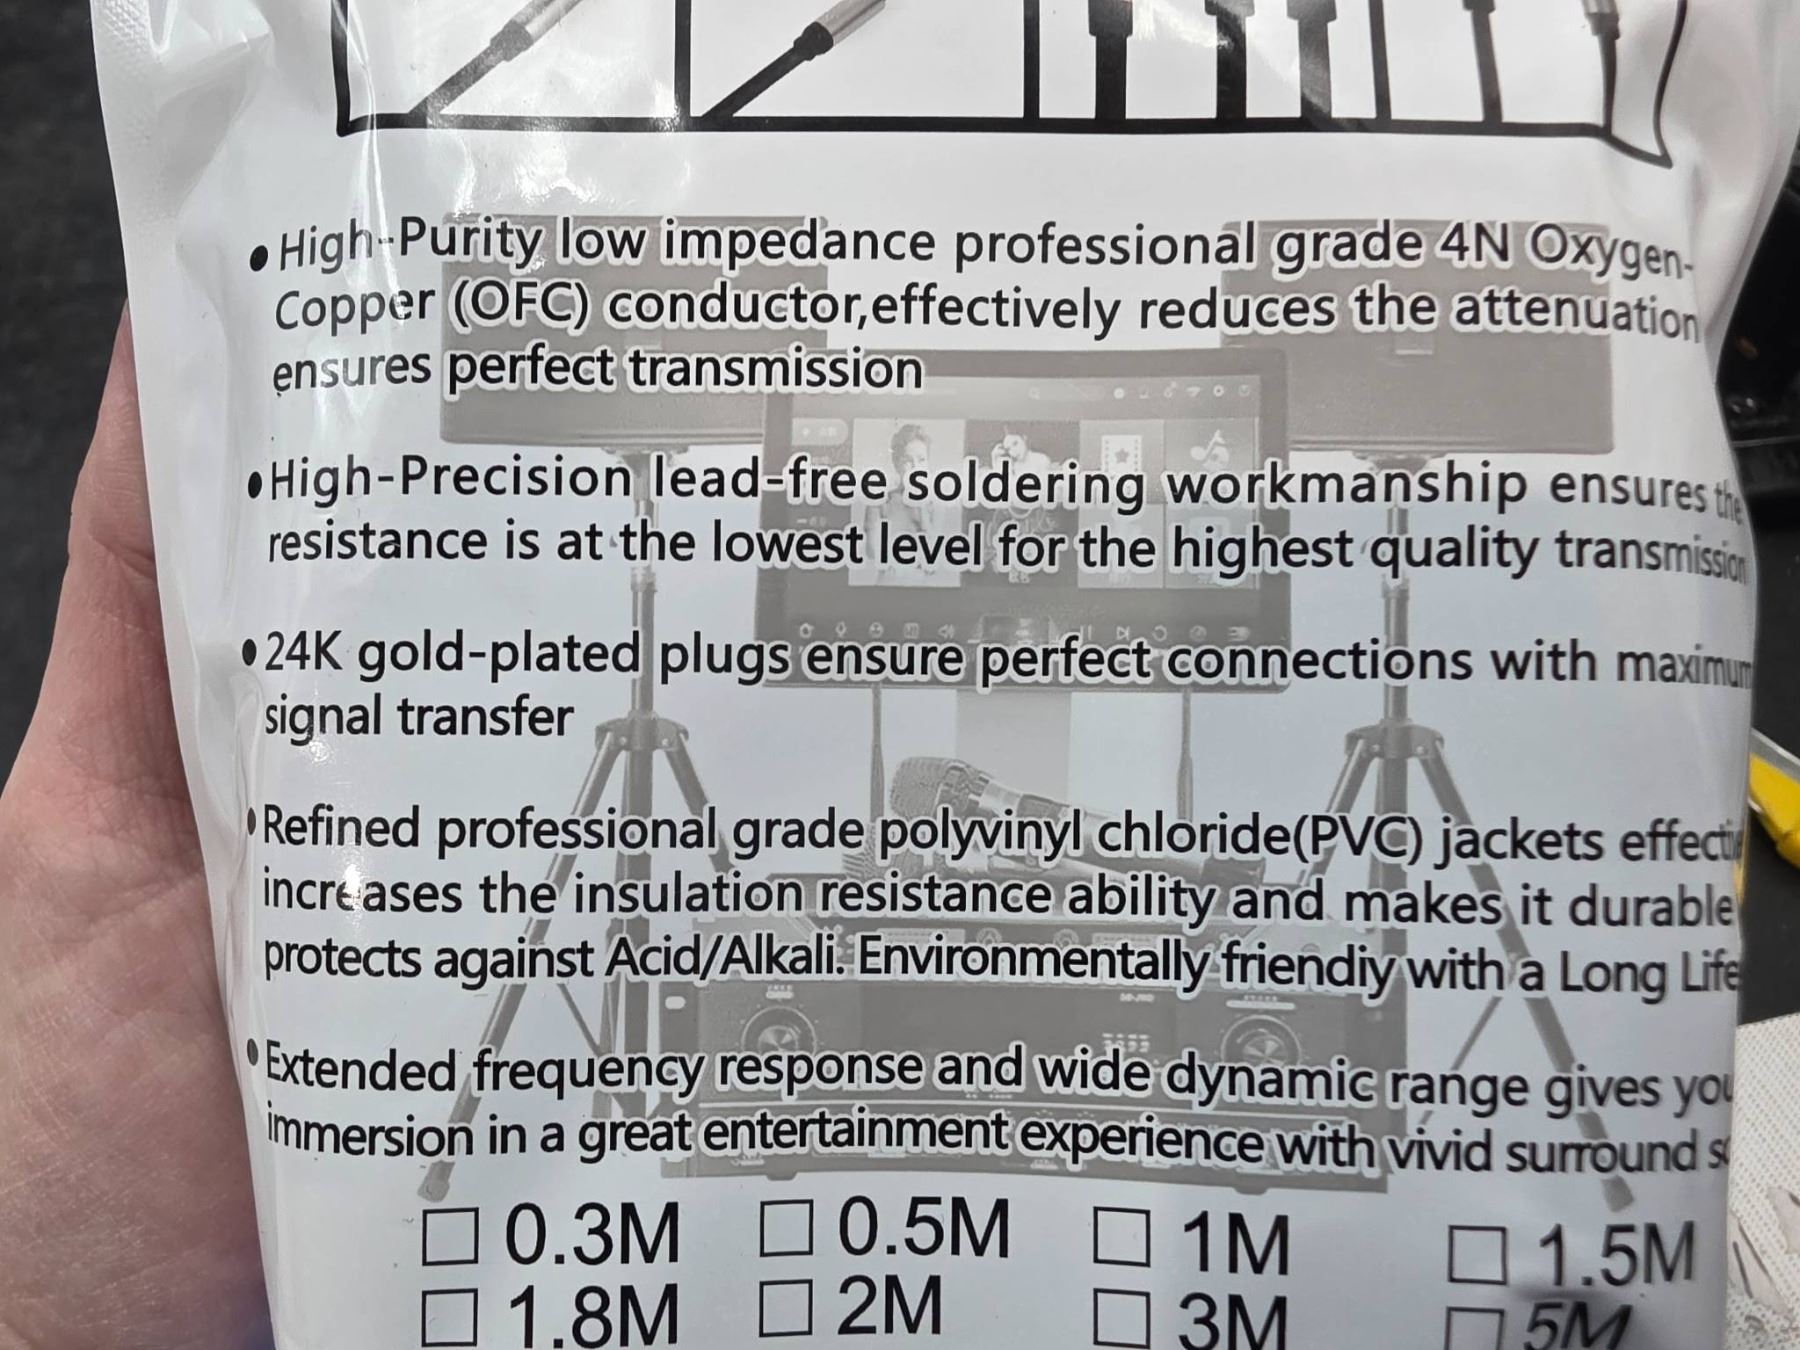 • High-Purity low impedance professional grade 4N Oxygen-
Copper (OFC) conductor,effectively reduces the attenuation
ensures perfect transmission
• High-Precision lead-free soldering workmanship ensures the
resistance is at the lowest level for the highest quality transmission
• 24K gold-plated plugs ensure perfect connections with maximum
signal transfer
• Refined professional grade polyvinyl chloride(PVC) jackets
increases the insulation resistance ability and makes it durable
protects against Acid/Alkali. Environmentally friendiy with a Long Life
• Extended frequency response and wide dynamic range gives you
immersion in a great entertainment experience with vivid surround
□ 0.3M □ 0.5M □ 1M □ 1.5M
□ 1.8M □ 2M □ 3M □ 5M